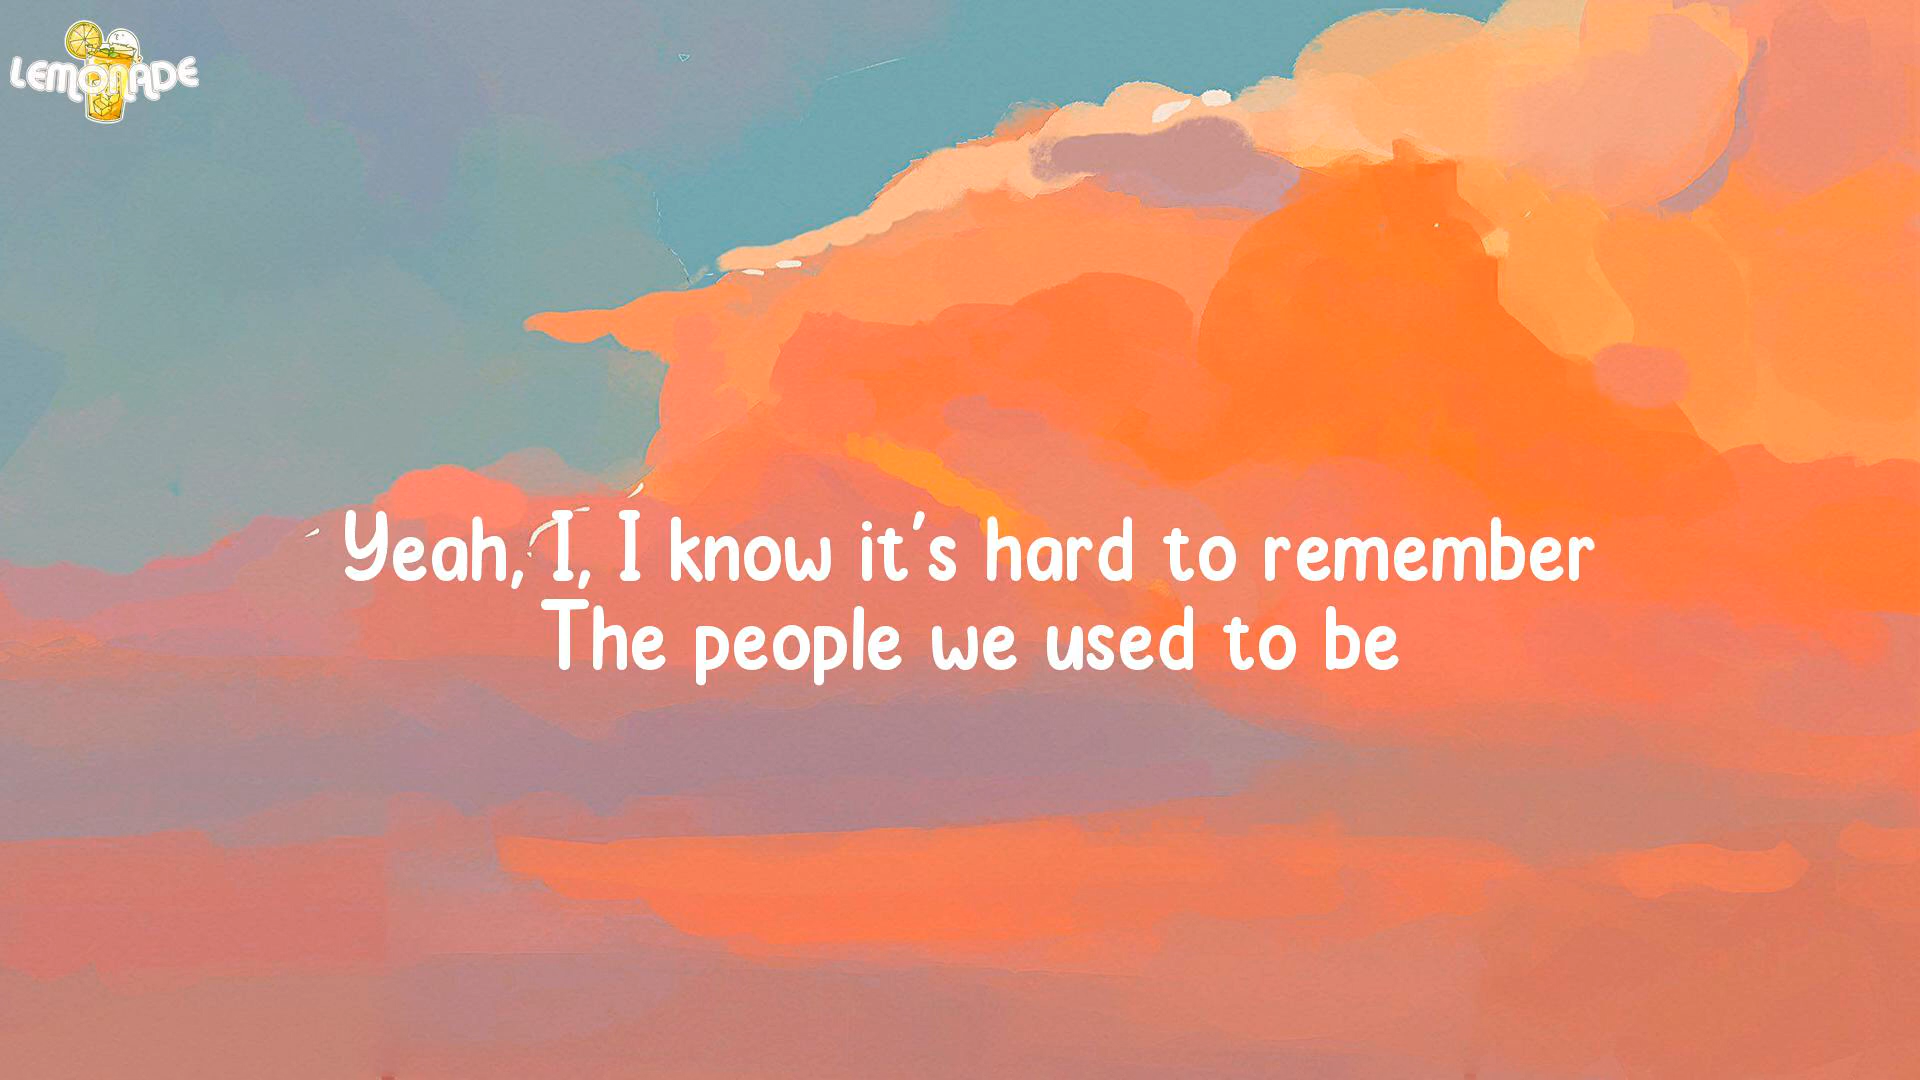 LEMONADE
Yeah, I, I know it's hard to remember
The people we used to be